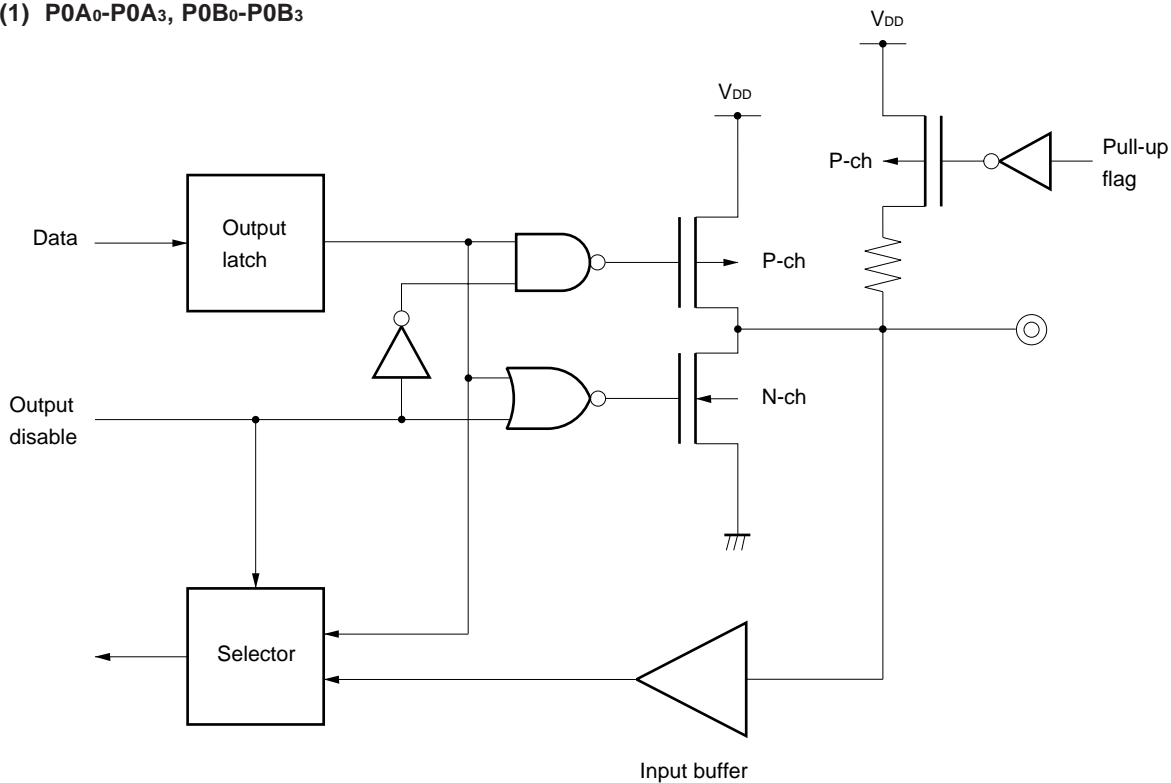 (1) P0A0-P0A3, P0B0-P0B3
VDD
VDD
P-ch
Pull-up
flag
Data
Output
latch
P-ch
Output
disable
N-ch
Selector
Input buffer